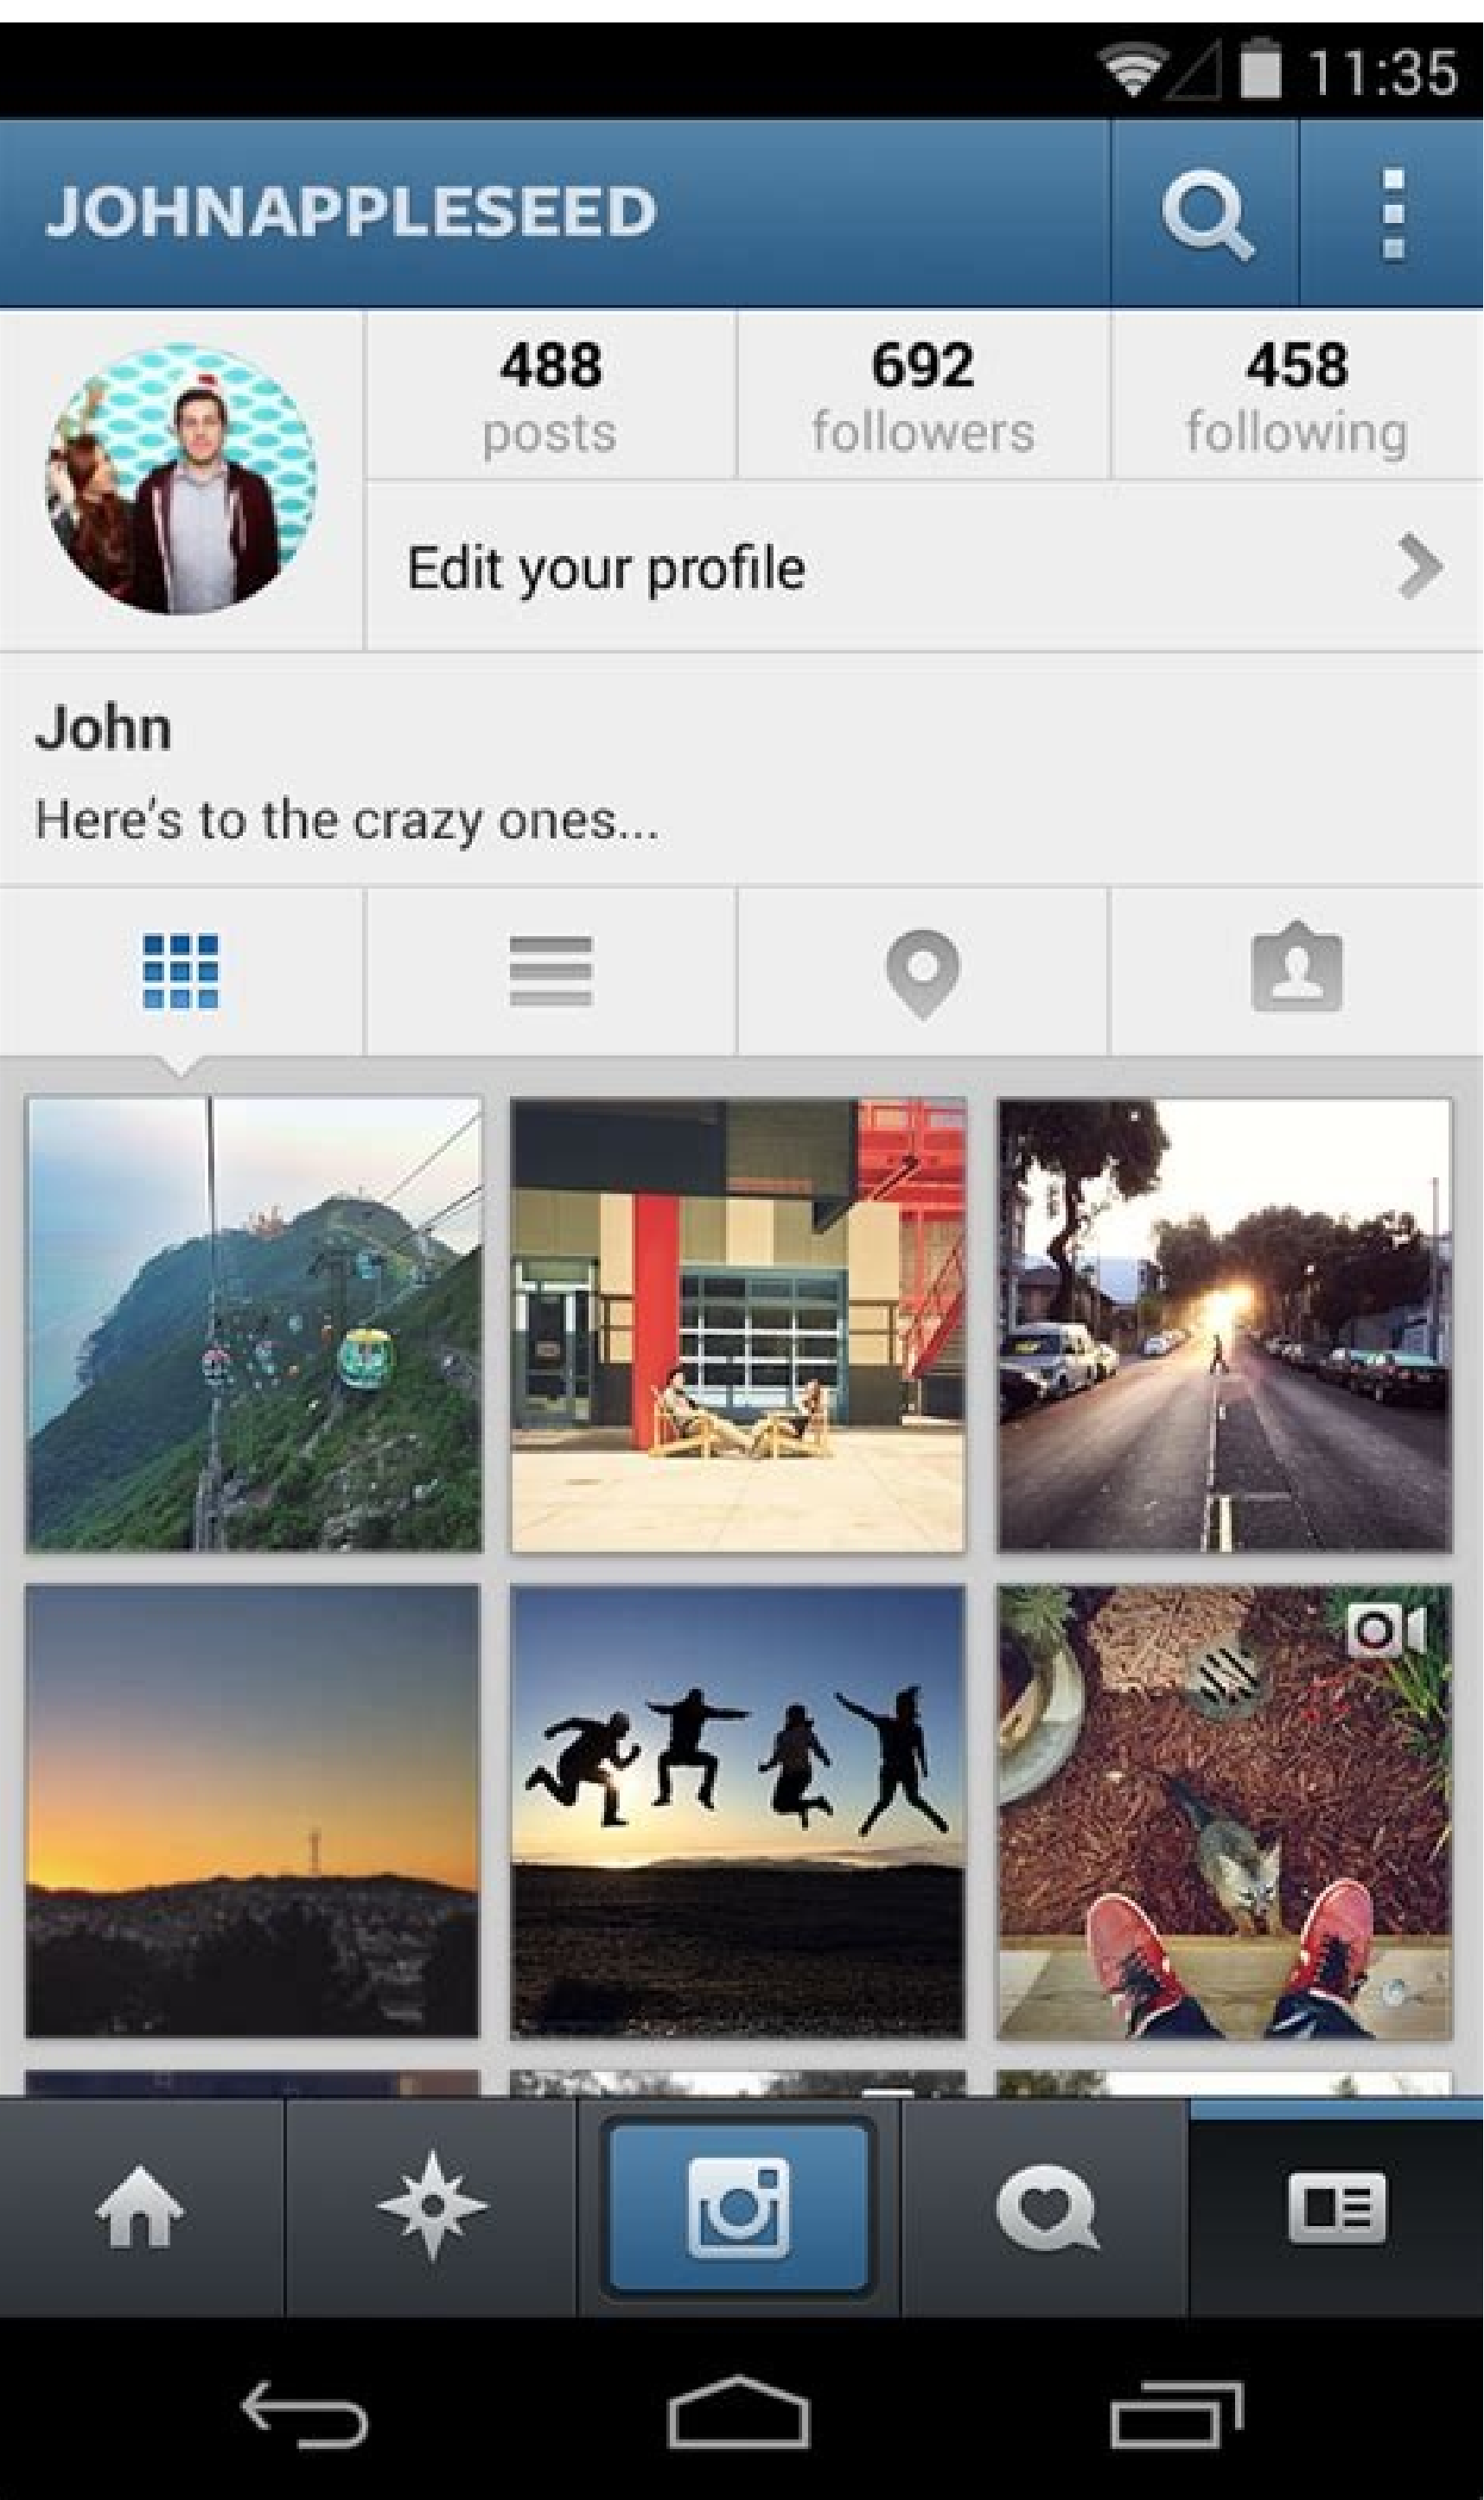 11:35
JOHNAPPLESEED
488 692 458
posts followers following
Edit your profile
John
Here's to the crazy ones...